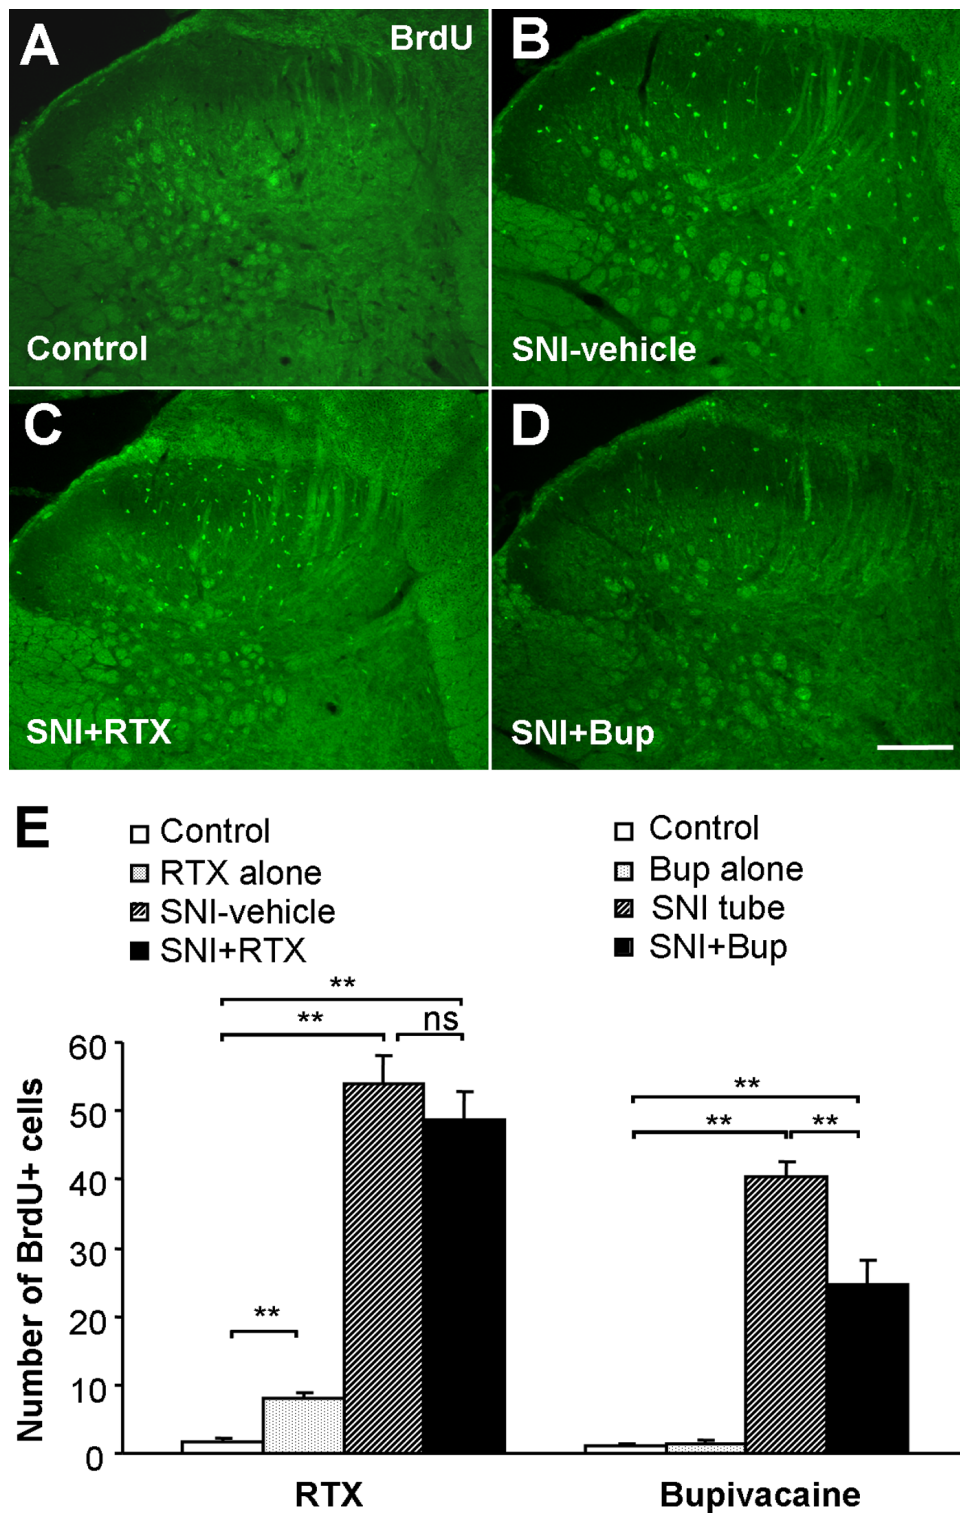 A
BrdU
B
Control
SNI-vehicle
C
D
SNI+RTX
SNI+Bup
E
Control
RTX alone
SNI-vehicle
SNI+RTX
Control
Bup alone
SNI tube
SNI+Bup
**
**
ns
**
**
**
**
60
50
40
30
20
10
0
Number of BrdU+ cells
RTX
Bupivacaine